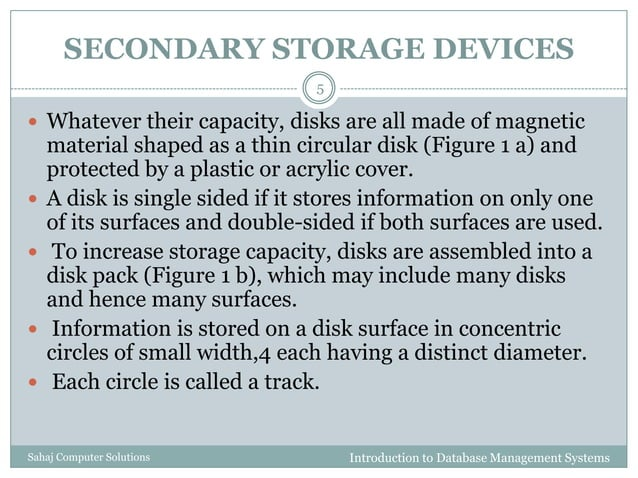 SECONDARY STORAGE DEVICES
5
• Whatever their capacity, disks are all made of magnetic
material shaped as a thin circular disk (Figure 1 a) and
protected by a plastic or acrylic cover.
• A disk is single sided if it stores information on only one
of its surfaces and double-sided if both surfaces are used.
• To increase storage capacity, disks are assembled into a
disk pack (Figure 1 b), which may include many disks
and hence many surfaces.
• Information is stored on a disk surface in concentric
circles of small width,4 each having a distinct diameter.
• Each circle is called a track.
Sahaj Computer Solutions
Introduction to Database Management Systems